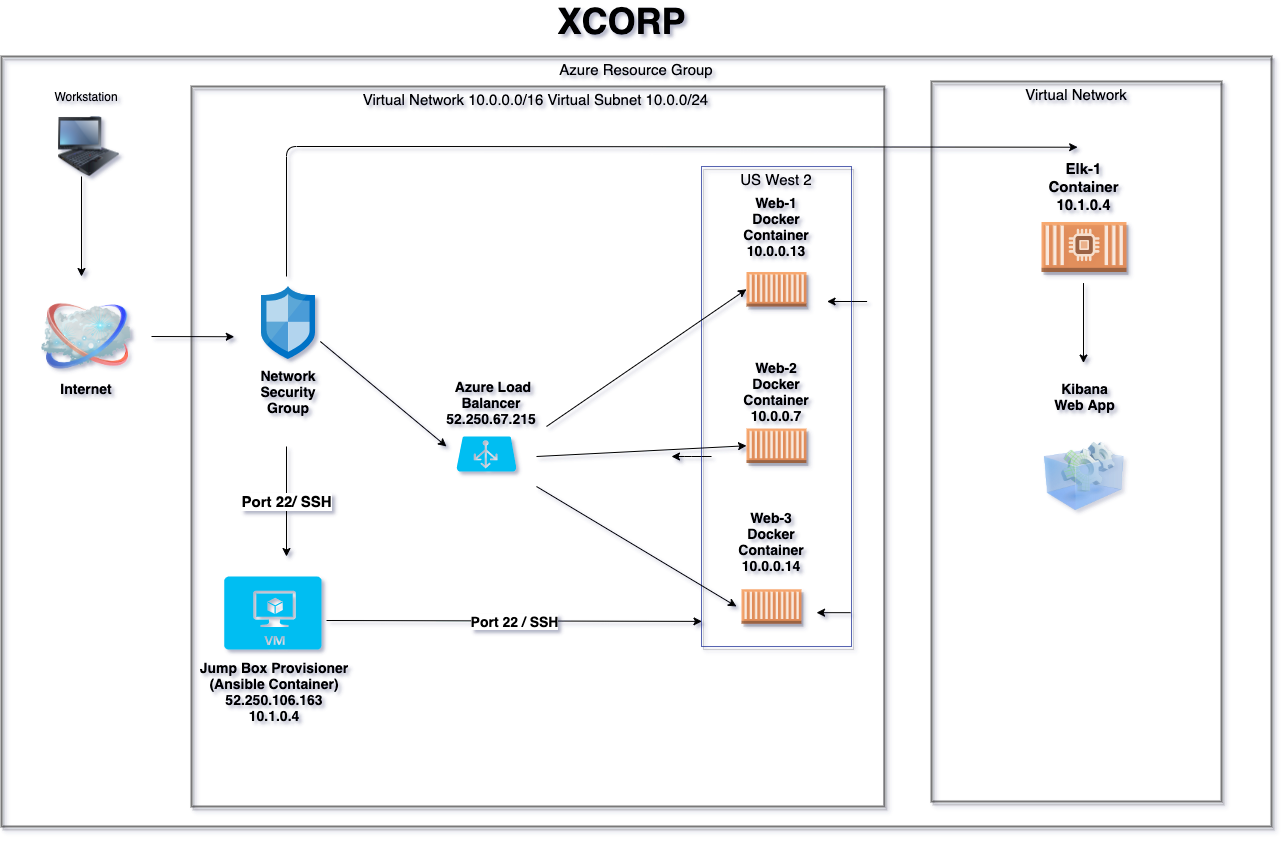 XCORP
Azure Resource Group
Workstation
Virtual Network 10.0.0.0/16 Virtual Subnet 10.0.0/24
Virtual Network
Elk-1
Container
10.1.0.4
US West 2
Web-1
Docker
Container
10.0.0.13
Internet
Network
Security
Group
Azure Load
Balancer
52.250.67.215
Web-2
Docker
Container
10.0.0.7
Kibana
Web App
Port 22/ SSH
Web-3
Docker
Container
10.0.0.14
VM
Port 22 / SSH
Jump Box Provisioner
(Ansible Container)
52.250.106.163
10.1.0.4